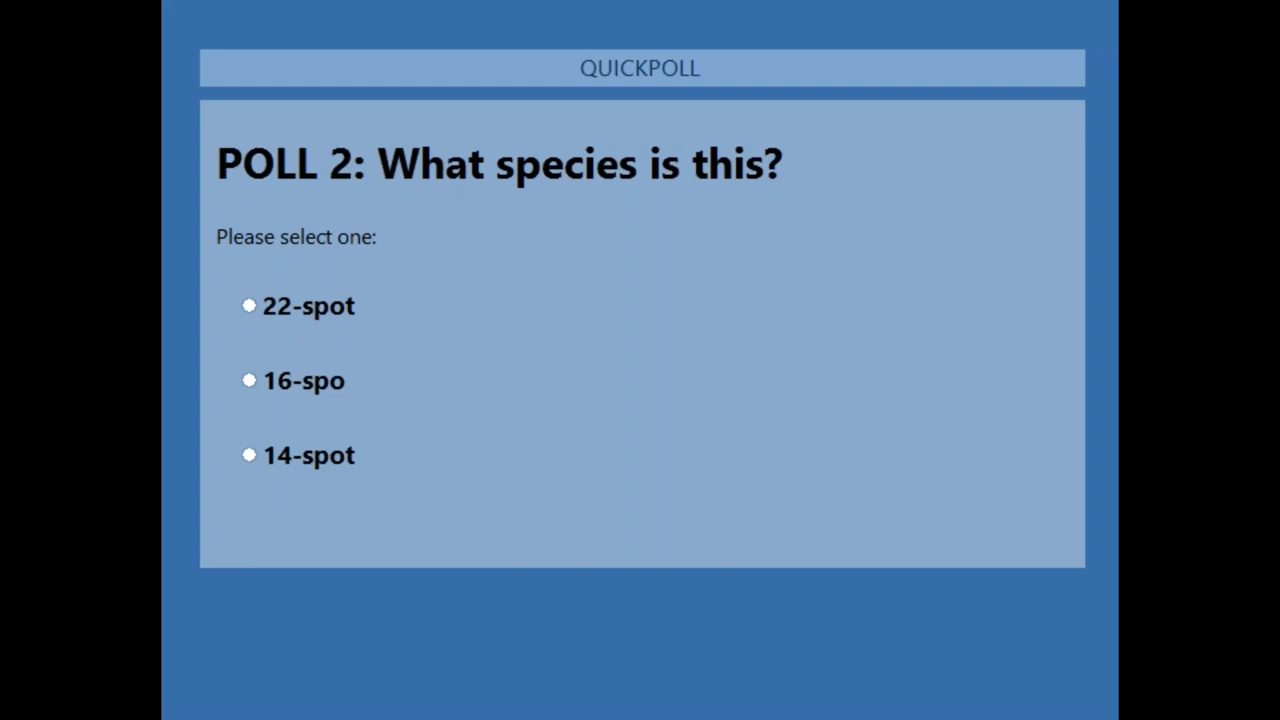 QUICKPOLL
POLL 2: What species is this?
Please select one:
22-spot
16-spo
14-spot